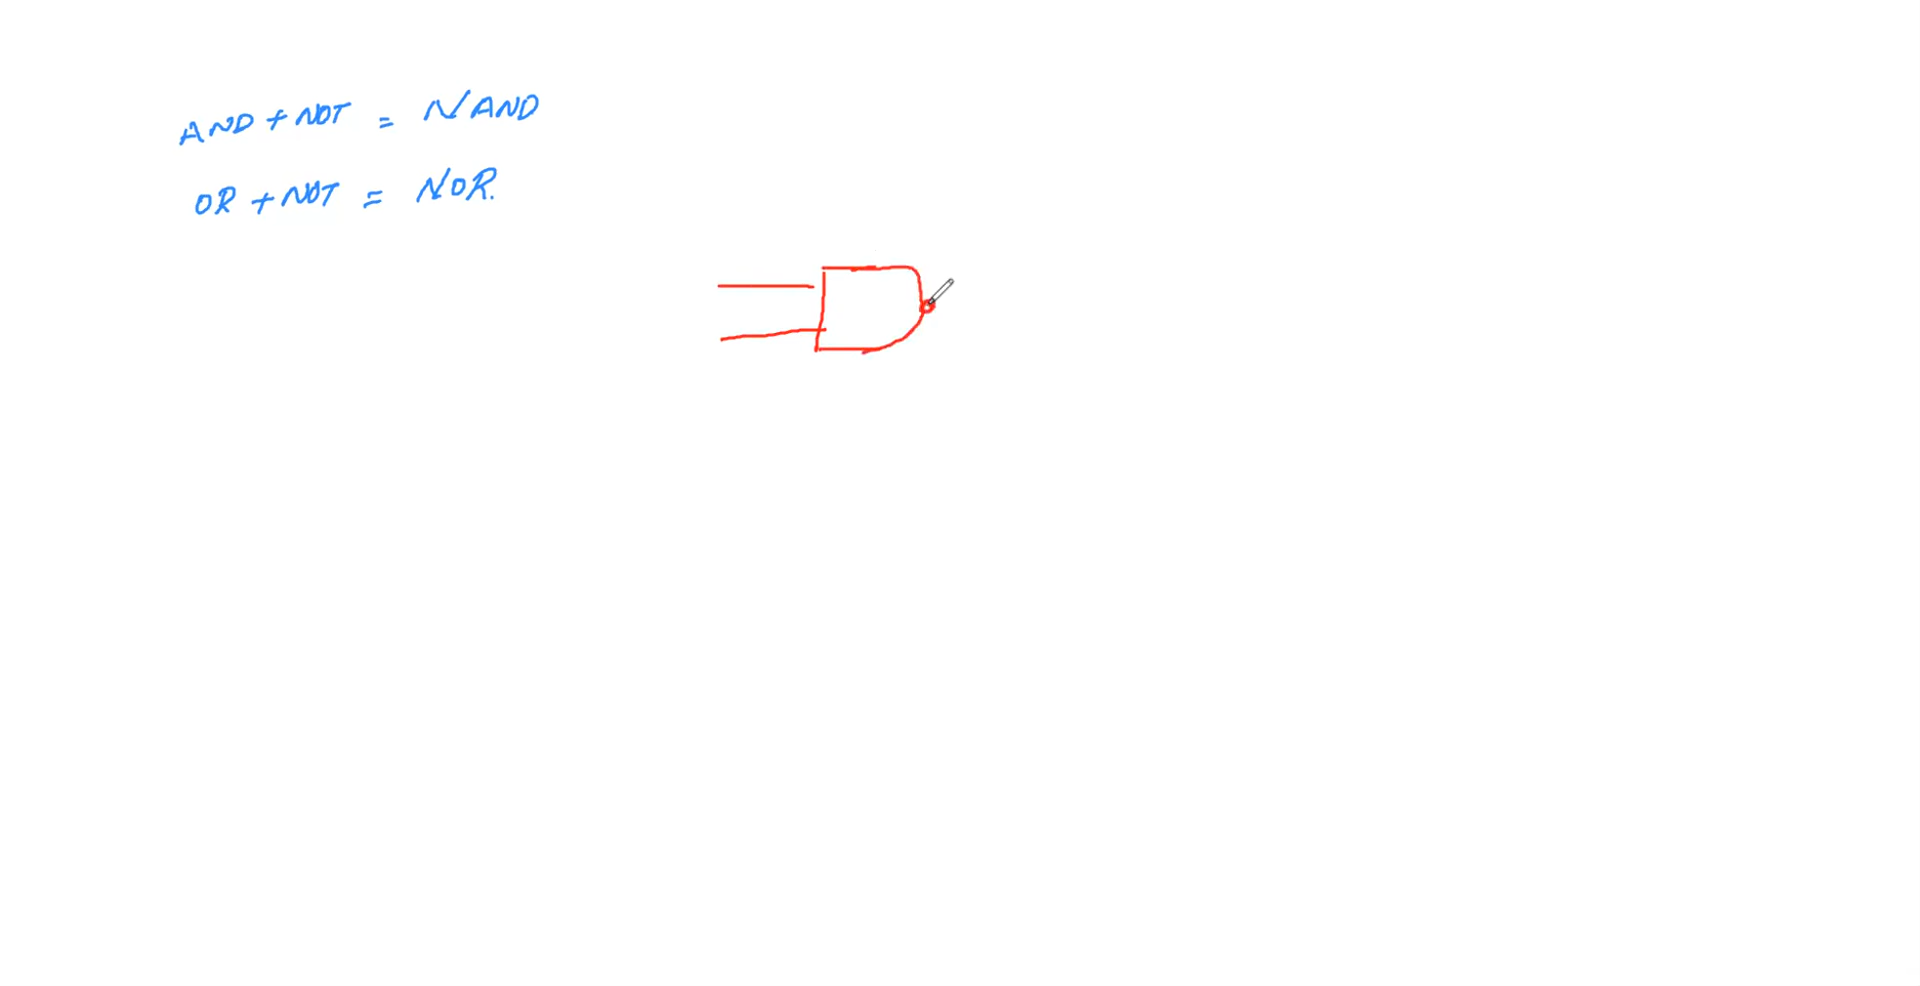 AND + NOT = NAND
OR + NOT = NOR.